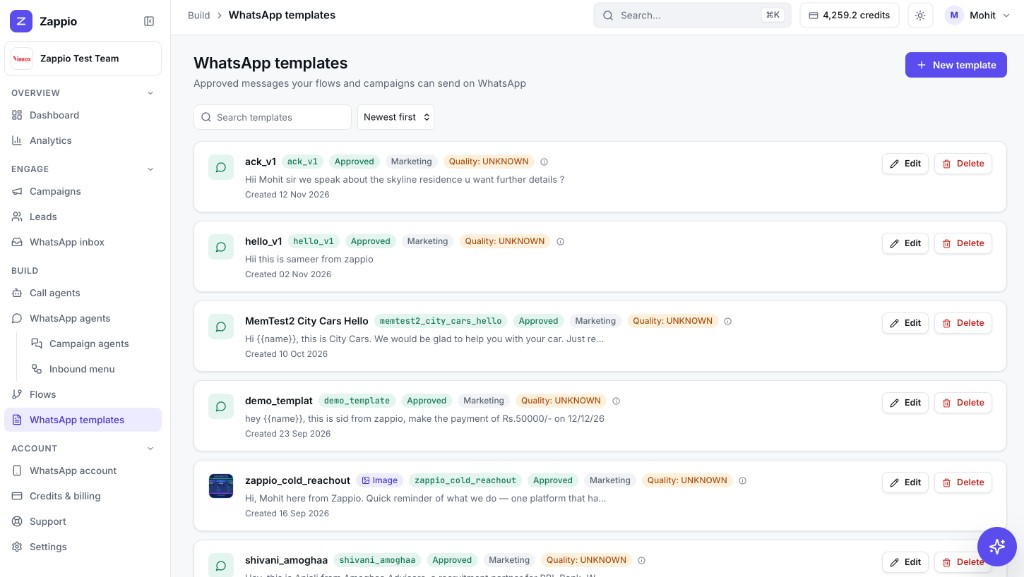 Z Zappio
Build > WhatsApp templates
Search... ⌘K
4,259.2 credits
M Mohit
Zappio Test Team
OVERVIEW
Dashboard
Analytics
ENGAGE
Campaigns
Leads
WhatsApp inbox
BUILD
Call agents
WhatsApp agents
Campaign agents
Inbound menu
Flows
WhatsApp templates
ACCOUNT
WhatsApp account
Credits & billing
Support
Settings
WhatsApp templates
Approved messages your flows and campaigns can send on WhatsApp
+ New template
Search templates
Newest first
ack_v1 ack_v1 Approved Marketing Quality: UNKNOWN
Hii Mohit sir we speak about the skyline residence u want further details ?
Created 12 Nov 2026
Edit Delete
hello_v1 hello_v1 Approved Marketing Quality: UNKNOWN
Hii this is sameer from zappio
Created 02 Nov 2026
Edit Delete
MemTest2 City Cars Hello memtest2_city_cars_hello Approved Marketing Quality: UNKNOWN
Hi {{name}}, this is City Cars. We would be glad to help you with your car. Just re...
Created 10 Oct 2026
Edit Delete
demo_templat demo_template Approved Marketing Quality: UNKNOWN
hey {{name}}, this is sid from zappio, make the payment of Rs.50000/- on 12/12/26
Created 23 Sep 2026
Edit Delete
zappio_cold_reachout Image zappio_cold_reachout Approved Marketing Quality: UNKNOWN
Hi, Mohit here from Zappio. Quick reminder of what we do — one platform that ha...
Created 16 Sep 2026
Edit Delete
shivani_amoghaa shivani_amoghaa Approved Marketing Quality: UNKNOWN
Edit Delete